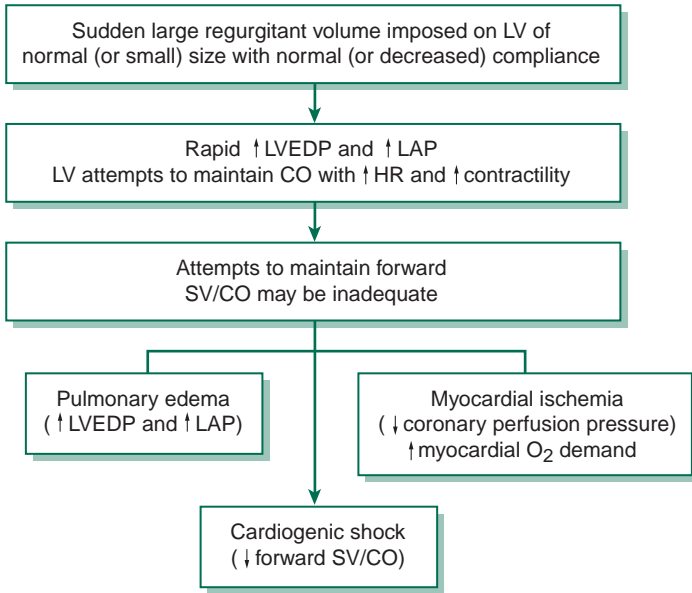 Sudden large regurgitant volume imposed on LV of
normal (or small) size with normal (or decreased) compliance
Rapid ↑LVEDP and ↑LAP
LV attempts to maintain CO with ↑HR and ↑contractility
Attempts to maintain forward
SV/CO may be inadequate
Pulmonary edema
(↑LVEDP and ↑LAP)
Myocardial ischemia
(↓coronary perfusion pressure)
↑myocardial O₂ demand
Cardiogenic shock
(↓forward SV/CO)